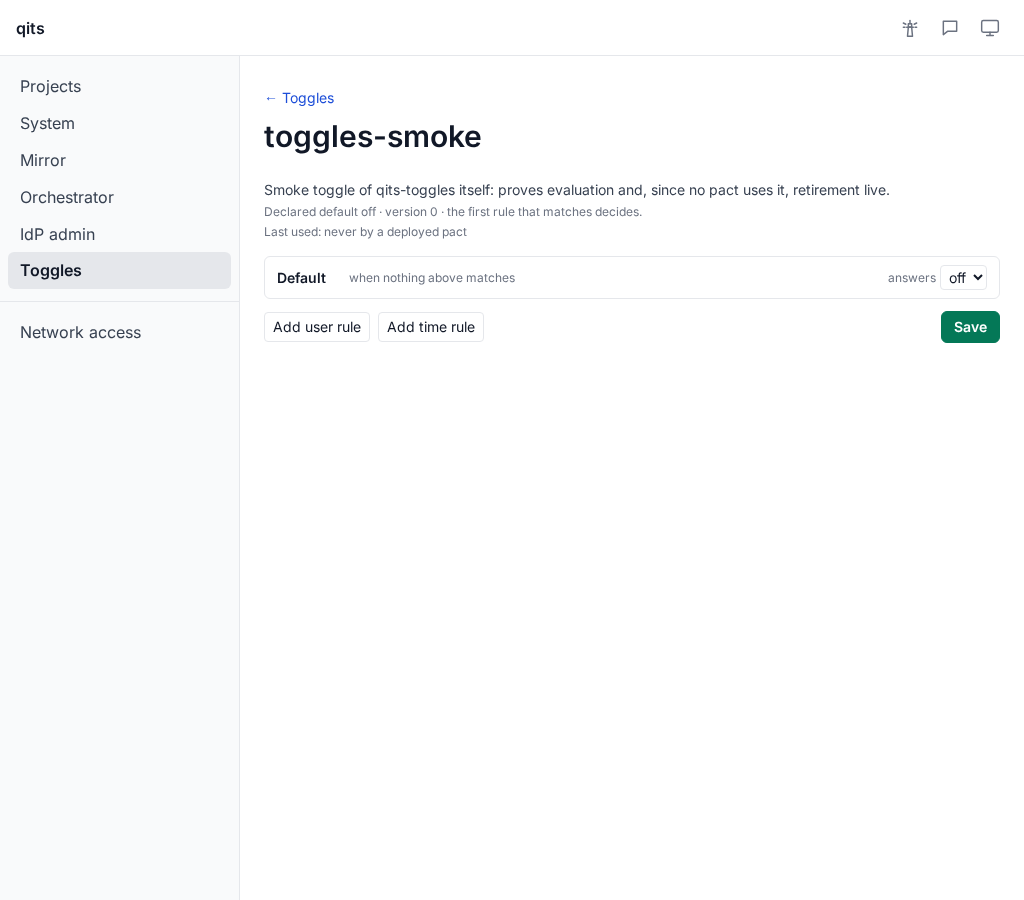 qits
Projects
System
Mirror
Orchestrator
IdP admin
Toggles
Network access
← Toggles
toggles-smoke
Smoke toggle of qits-toggles itself: proves evaluation and, since no pact uses it, retirement live.
Declared default off · version 0 · the first rule that matches decides.
Last used: never by a deployed pact
Default when nothing above matches answers off
Add user rule Add time rule Save